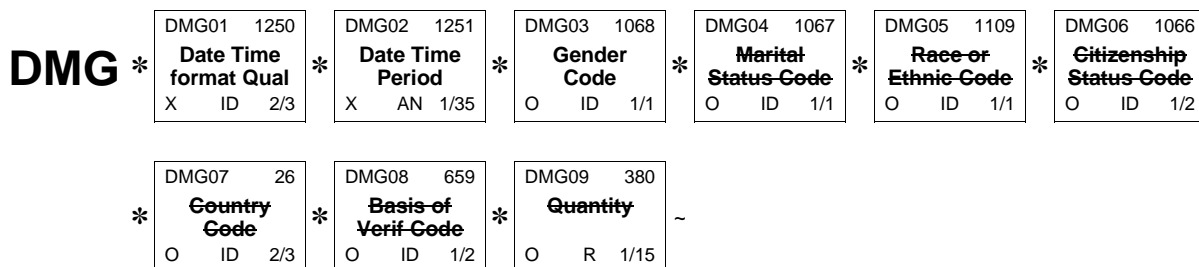 DMG * DMG01 1250 * DMG02 1251 * DMG03 1068 * DMG04 1067 * DMG05 1109 * DMG06 1066
Date Time Date Time Gender Marital Race or Citizenship
format Qual Period Code Status Code Ethnic Code Status Code
X ID 2/3 X AN 1/35 O ID 1/1 O ID 1/1 O ID 1/1 O ID 1/2
* DMG07 26 * DMG08 659 * DMG09 380 ~
Country Basis of Quantity
Code Verif Code
O ID 2/3 O ID 1/2 O R 1/15